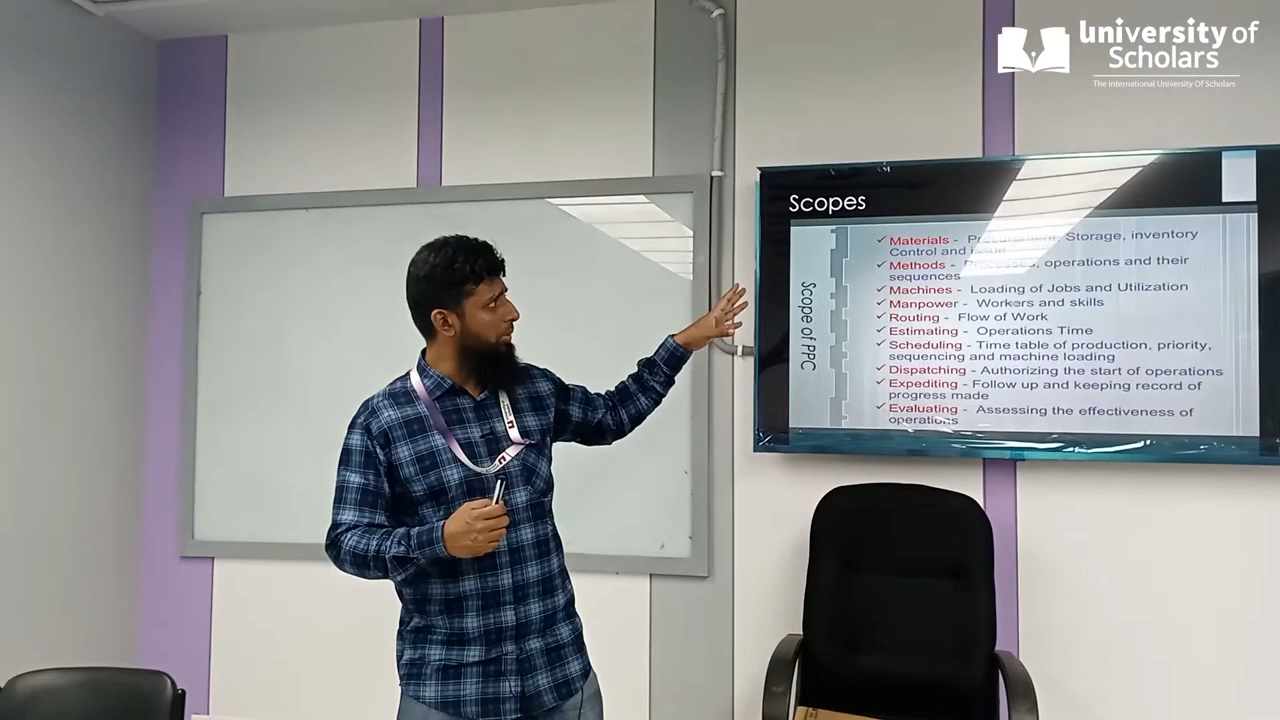 University of
Scholars
The International University Of Scholars
Scopes
Scope of PPC
✓ Materials - Procurement, Storage, inventory
Control and issue
✓ Methods - Processes, operations and their
sequences
✓ Machines - Loading of Jobs and Utilization
✓ Manpower - Workers and skills
✓ Routing - Flow of Work
✓ Estimating - Operations Time
✓ Scheduling - Time table of production, priority,
sequencing and machine loading
✓ Dispatching - Authorizing the start of operations
✓ Expediting - Follow up and keeping record of
progress made
✓ Evaluating - Assessing the effectiveness of
operations